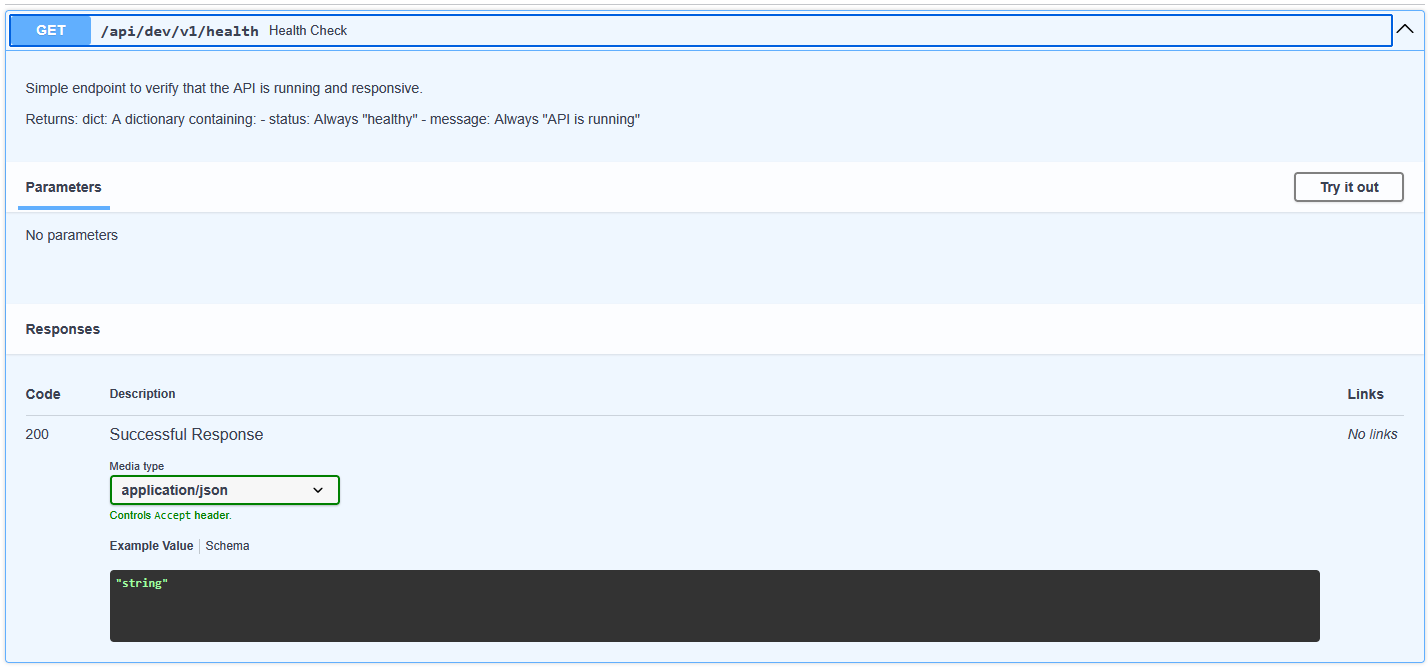 GET /api/dev/v1/health Health Check
Simple endpoint to verify that the API is running and responsive.
Returns: dict: A dictionary containing: - status: Always "healthy" - message: Always "API is running"
Parameters Try it out
No parameters
Responses
Code Description Links
200 Successful Response No links
Media type
application/json
Controls Accept header.
Example Value Schema
"string"